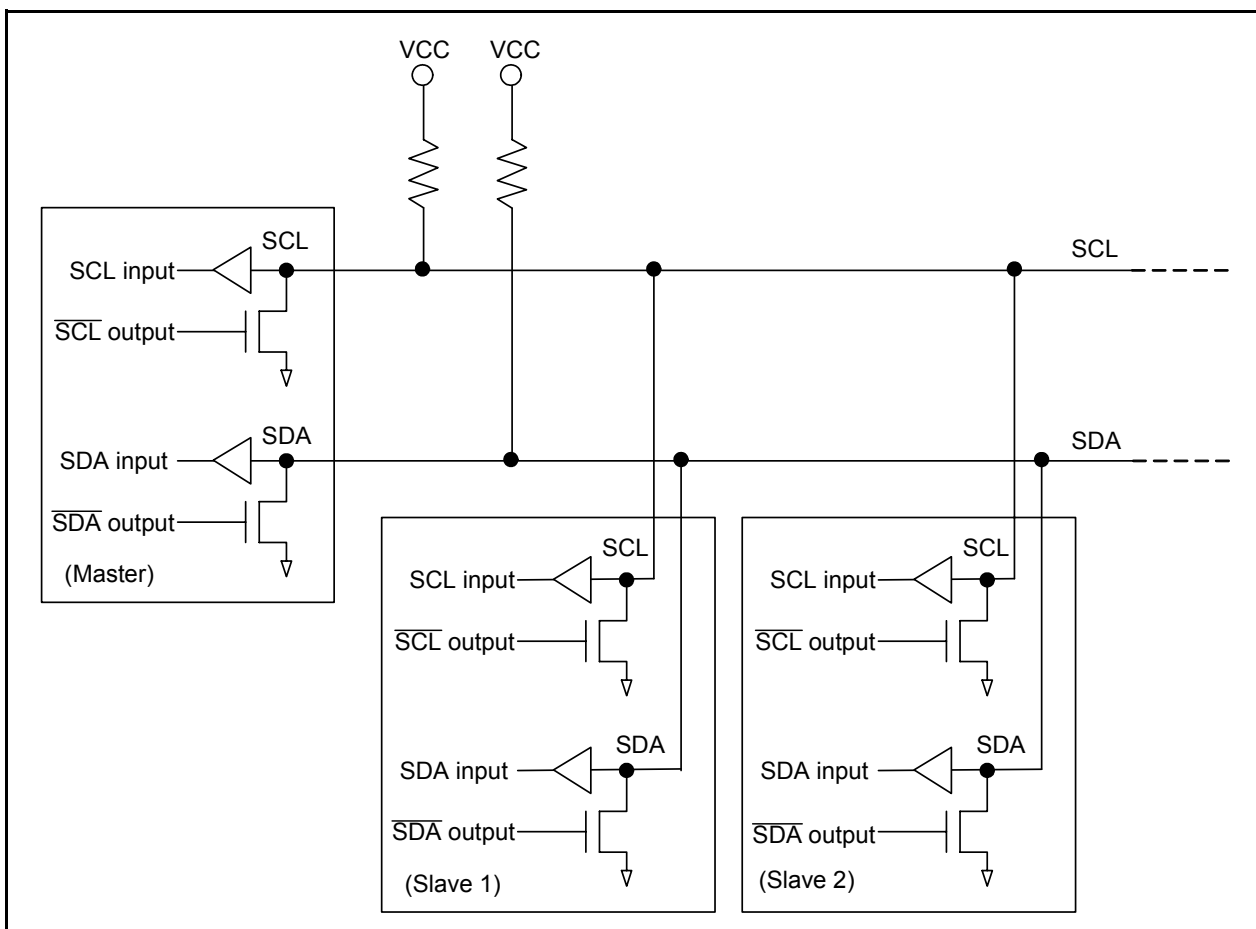 VCC VCC
SCL
SCL input
SCL output
SCL
SDA
SDA input
SDA output
(Master)
SDA
SCL
SCL input
SCL output
SDA
SDA input
SDA output
(Slave 1)
SCL
SCL input
SCL output
SDA
SDA input
SDA output
(Slave 2)